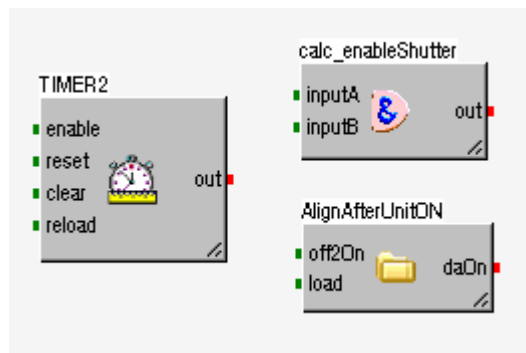 TIMER2
enable
reset
clear
reload
out
calc_enableShutter
inputA
inputB
&
out
AlignAfterUnitON
off2On
load
daOn